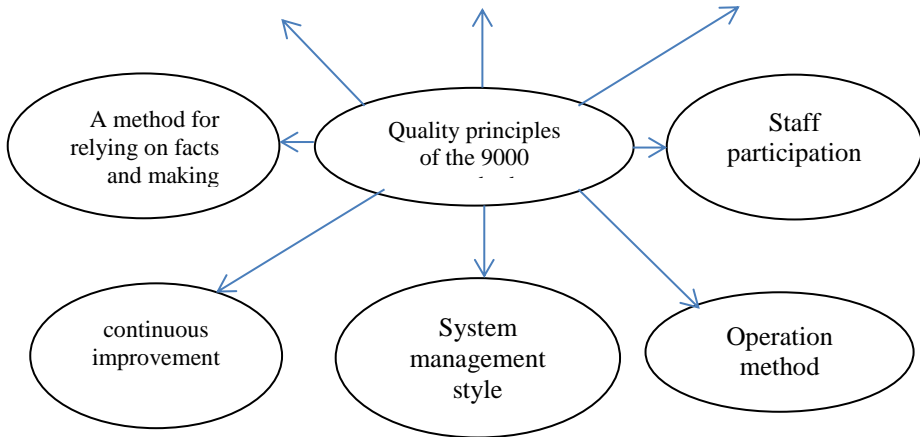 A method for
relying on facts
and making
Quality principles
of the 9000
Staff
participation
continuous
improvement
System
management
style
Operation
method